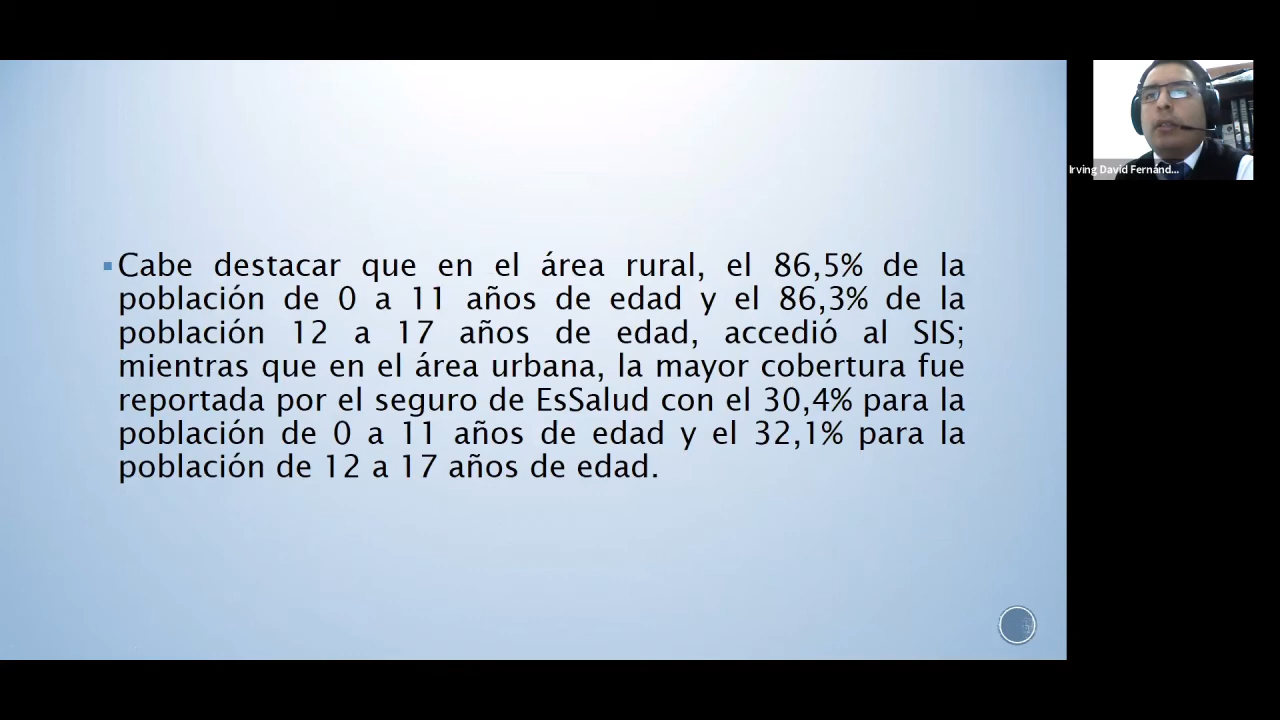 Cabe destacar que en el área rural, el 86,5% de la
población de 0 a 11 años de edad y el 86,3% de la
población 12 a 17 años de edad, accedió al SIS;
mientras que en el área urbana, la mayor cobertura fue
reportada por el seguro de EsSalud con el 30,4% para la
población de 0 a 11 años de edad y el 32,1% para la
población de 12 a 17 años de edad.
Irving David Fernánd...